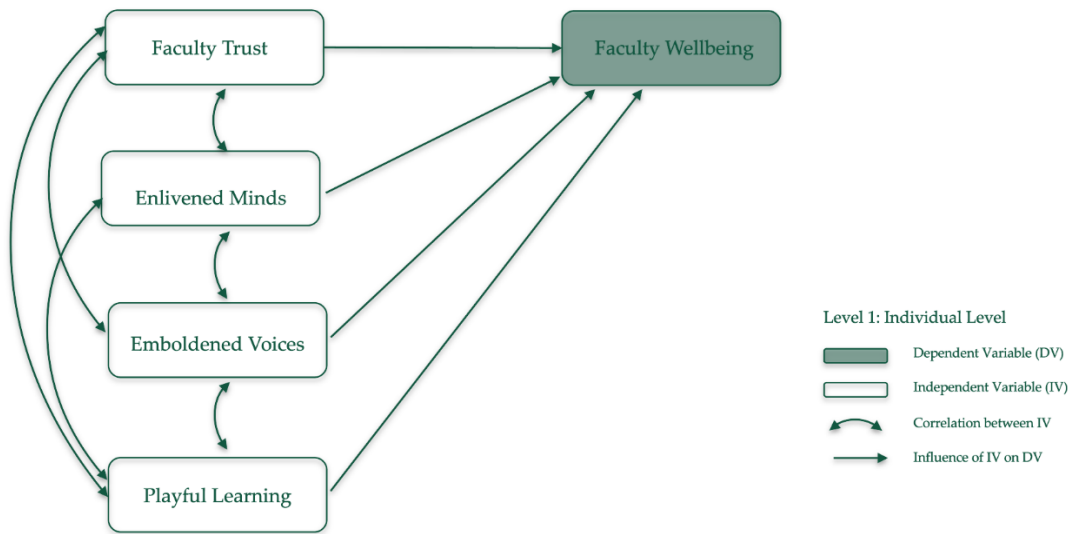 Faculty Trust
Faculty Wellbeing
Enlivened Minds
Emboldened Voices
Playful Learning
Level 1: Individual Level
Dependent Variable (DV)
Independent Variable (IV)
Correlation between IV
Influence of IV on DV